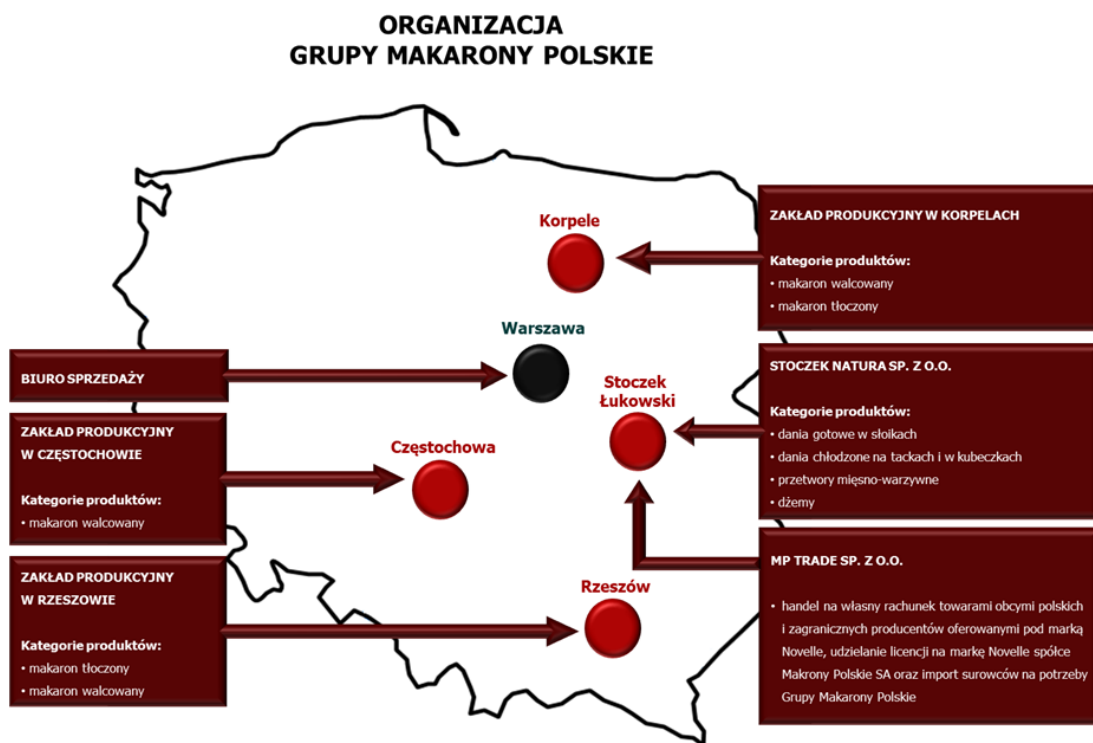 ORGANIZACJA
GRUPY MAKARONY POLSKIE
Korpele
Warszawa
Stoczek
Łukowski
Częstochowa
Rzeszów
BIURO SPRZEDAŻY
ZAKŁAD PRODUKCYJNY
W CZĘSTOCHOWIE
Kategorie produktów:
• makaron walcowany
ZAKŁAD PRODUKCYJNY
W RZESZOWIE
Kategorie produktów:
• makaron tłoczony
• makaron walcowany
ZAKŁAD PRODUKCYJNY W KORPELACH
Kategorie produktów:
• makaron walcowany
• makaron tłoczony
STOCZEK NATURA SP. Z O.O.
Kategorie produktów:
• dania gotowe w słoikach
• dania chłodzone na tackach i w kubeczkach
• przetwory mięsno-warzywne
• dżemy
MP TRADE SP. Z O.O.
• handel na własny rachunek towarami obcymi polskich
i zagranicznych producentów oferowanymi pod marką
Novelle, udzielanie licencji na markę Novelle spółce
Makrony Polskie SA oraz import surowców na potrzeby
Grupy Makarony Polskie